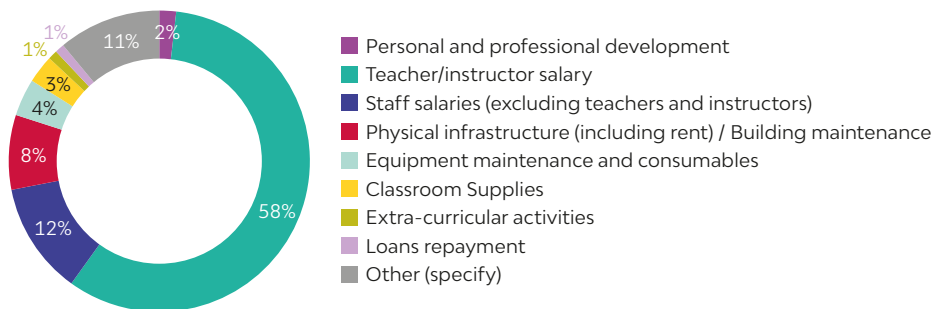 2%
58%
12%
8%
4%
3%
1%
1%
11%
Personal and professional development
Teacher/instructor salary
Staff salaries (excluding teachers and instructors)
Physical infrastructure (including rent) / Building maintenance
Equipment maintenance and consumables
Classroom Supplies
Extra-curricular activities
Loans repayment
Other (specify)